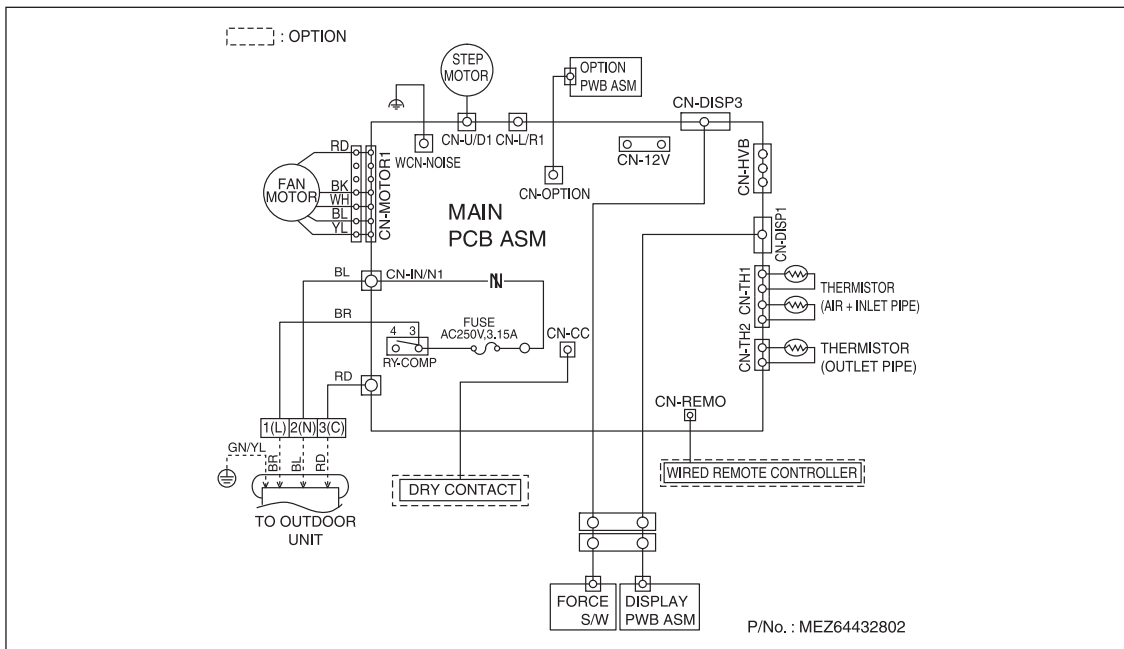 : OPTION
STEP
MOTOR
OPTION
PWB ASM
CN-DISP3
CN-U/D1 CN-L/R1
WCN-NOISE
CN-12V
CN-HVB
CN-OPTION
RD
FAN
MOTOR
BK
WH
BL
YL
CN-MOTOR1
MAIN
PCB ASM
CN-DISP1
BL
CN-IN/N1
CN-TH1
THERMISTOR
(AIR + INLET PIPE)
BR
FUSE
AC250V,3.15A
4 3
RY-COMP
CN-CC
CN-TH2
THERMISTOR
(OUTLET PIPE)
RD
CN-REMO
1(L) 2(N) 3(C)
GN/YL
BR
BL
RD
WIRED REMOTE CONTROLLER
DRY CONTACT
TO OUTDOOR
UNIT
FORCE
S/W
DISPLAY
PWB ASM
P/No. : MEZ64432802